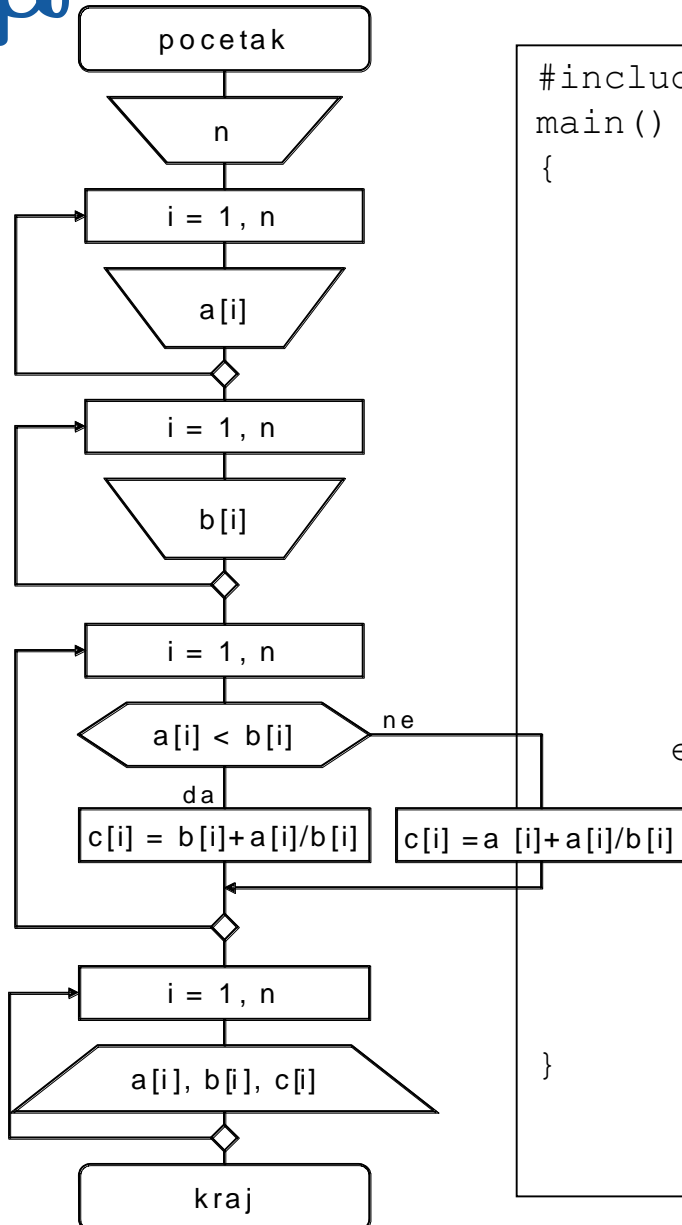 pocetak
n
i = 1, n
a[i]
i = 1, n
b[i]
i = 1, n
a[i] < b[i]
ne
da
c[i] = b[i]+a[i]/b[i]
c[i] =a [i]+a[i]/b[i]
i = 1, n
a[i], b[i], c[i]
kraj
main()
{
}